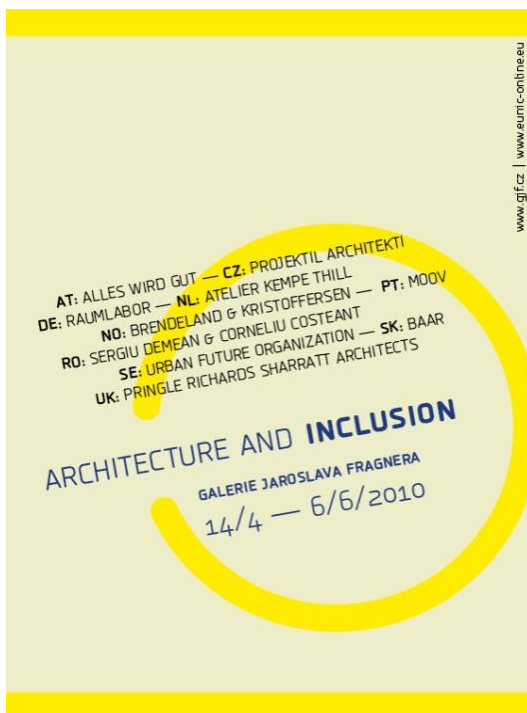 www.gjf.cz | www.eunic-online.eu
AT: ALLES WIRD GUT — CZ: PROJEKTIL ARCHITEKTI
DE: RAUMLABOR — NL: ATELIER KEMPE THILL
NO: BRENDELAND & KRISTOFFERSEN — PT: MOOV
RO: SERGIU DEMEAN & CORNELIU COSTEANT
SE: URBAN FUTURE ORGANIZATION — SK: BAAR
UK: PRINGLE RICHARDS SHARRATT ARCHITECTS
ARCHITECTURE AND INCLUSION
GALERIE JAROSLAVA FRAGNERA
14/4 — 6/6/2010